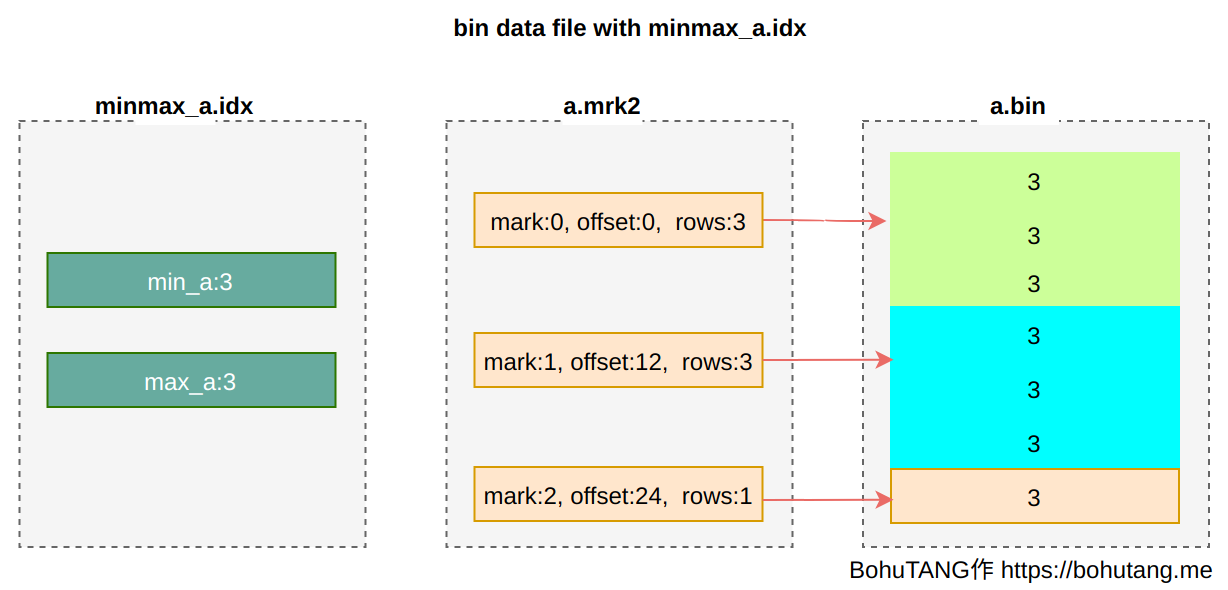 bin data file with minmax_a.idx
minmax_a.idx
a.mrk2
a.bin
min_a:3
max_a:3
mark:0, offset:0,  rows:3
mark:1, offset:12,  rows:3
mark:2, offset:24,  rows:1
3
3
3
3
3
3
3
BohuTANG作 https://bohutang.me